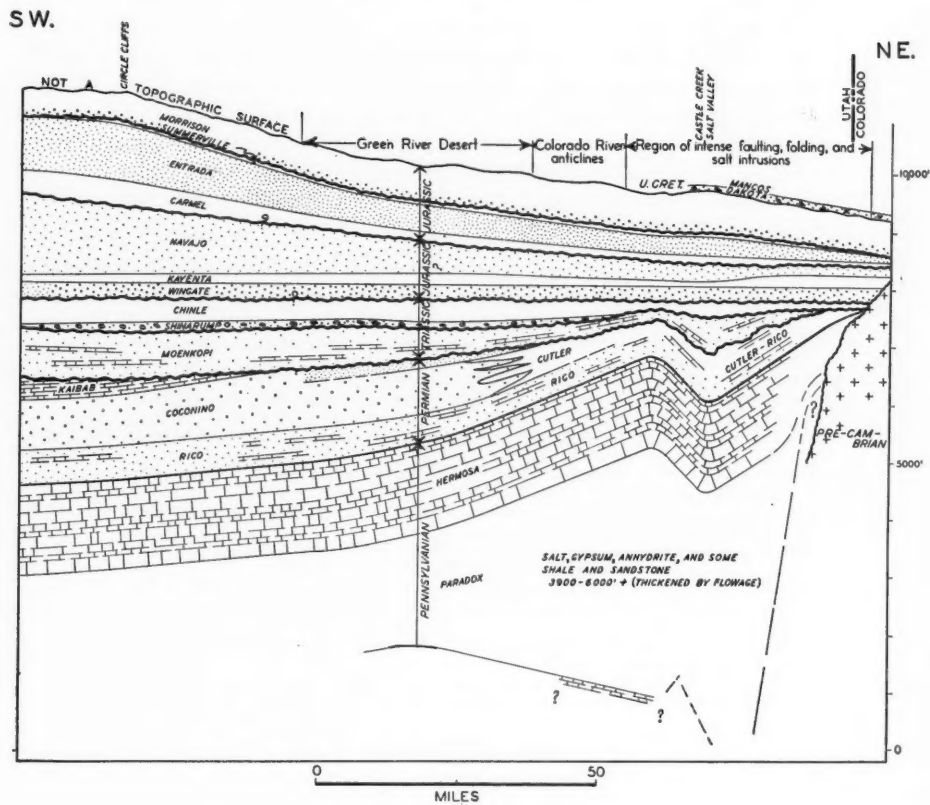 SW.
NE.
NOT A TOPOGRAPHIC SURFACE
CIRCLE CLIFFS
CASTLE CREEK
SALT VALLEY
UTAH
COLORADO
Green River Desert
Colorado River
anticlines
Region of intense faulting, folding, and
salt intrusions
MORRISON
SUMMERVILLE
ENTRADA
U. CRET.
MANCOS
DAKOTA
10,000'
CARMEL
?
NAVAJO
JURASSIC
JURASSIC
?
KAYENTA
WINGATE
?
CHINLE
SHINARUMP
TRIASSIC
MOENKOPI
CUTLER
CUTLER-RICO
KAIBAB
RICO
COCONINO
PERMIAN
?
PRE-CAM-
BRIAN
RICO
5000'
HERMOSA
PENNSYLVANIAN
PARADOX
SALT, GYPSUM, ANHYDRITE, AND SOME
SHALE AND SANDSTONE
3900-6000' + (THICKENED BY FLOWAGE)
?
?
0
0
50
MILES